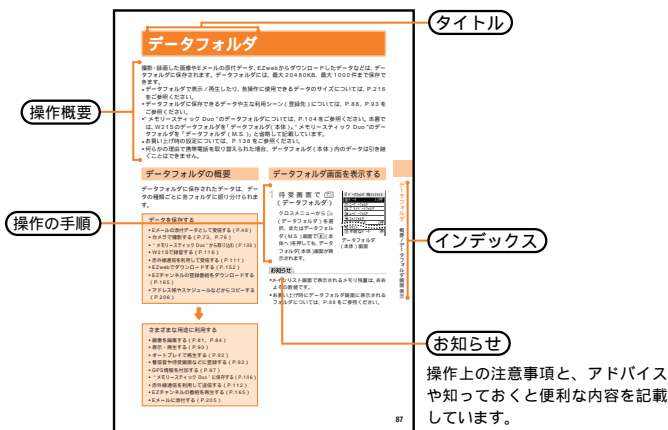 タイトル
データフォルダ
撮影・録画した画像やEメールの添付データ、EZwebからダウンロードしたデータなどは、データフォルダに保存されます。データフォルダには、最大20480KB、最大1000件まで保存できます。
•データフォルダで表示/再生したり、各操作に使用できるデータのサイズについては、P.216をご参照ください。
•データフォルダに保存できるデータや主な利用シーン(登録先)については、P.88、P.93をご参照ください。
•“メモリースティック Duo”のデータフォルダについては、P.104をご参照ください。本書では、W21Sのデータフォルダを「データフォルダ(本体)」、“メモリースティック Duo”のデータフォルダを「データフォルダ(M.S.)」と省略して記載しています。
•お買い上げ時の設定については、P.138をご参照ください。
•何らかの理由で携帯電話を取り替えられた場合、データフォルダ(本体)内のデータは引き継ぐことはできません。
操作概要
データフォルダの概要
データフォルダに保存されたデータは、データの種類ごとに各フォルダに振り分けられます。
操作の手順
データを保存する
•Eメールの添付データとして受信する(P.48)
•カメラで撮影する(P.73、P.76)
•“メモリースティック Duo”から取り込む(P.106)
•W21Sで録音する(P.116)
•赤外線通信を利用して受信する(P.111)
•EZwebでダウンロードする(P.152)
•EZチャンネルの登録番組をダウンロードする(P.165)
•アドレス帳やスケジュールなどからコピーする(P.206)
さまざまな用途に利用する
•画像を編集する(P.81、P.84)
•表示・再生する(P.90)
•オートプレイで再生する(P.92)
•着信音や待受画面などに登録する(P.92)
•GPS情報を付加する(P.97)
•“メモリースティック Duo”に保存する(P.106)
•赤外線通信を利用して送信する(P.112)
•EZチャンネルの番組を再生する(P.165)
•Eメールに添付する(P.205)
データフォルダ画面を表示する
1 待受画面で
(データフォルダ)
クロスメニューから
(データフォルダ)を選択、またはデータフォルダ(M.S.)画面で(本体へ)を押しても、データフォルダ(本体)画面が表示されます。
データフォルダ
(本体)画面
お知らせ
•メインリスト画面で表示されるメモリ残量は、おおよその数値です。
•お買い上げ時にデータフォルダ画面に表示されるフォルダについては、P.88をご参照ください。
データフォルダ 概要/データフォルダ画面表示
インデックス
お知らせ
操作上の注意事項と、アドバイス
や知っておくと便利な内容を記載
しています。
87